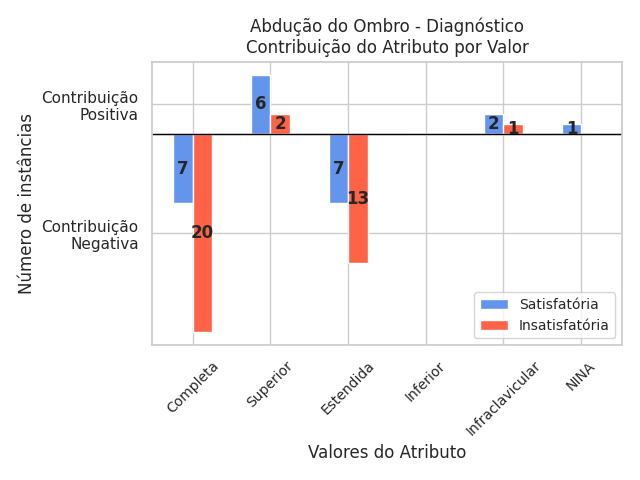 Abdução do Ombro - Diagnóstico
Contribuição do Atributo por Valor
Número de instâncias
Contribuição
Positiva
Contribuição
Negativa
7
20
6
2
7
13
2
1
1
Satisfatória
Insatisfatória
Completa
Superior
Estendida
Inferior
Infraclavicular
NINA
Valores do Atributo